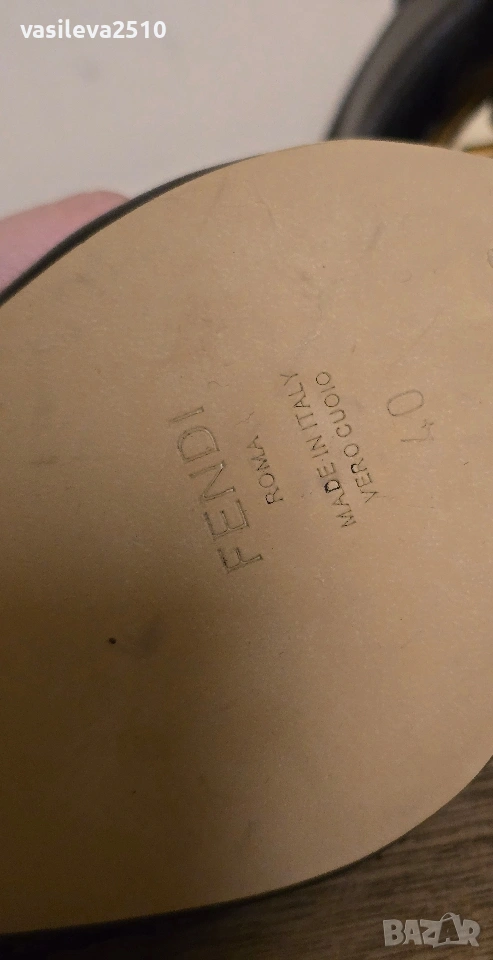 vasileva2510
FENDI
ROMA
MADE IN ITALY
VERO CUOIO
40
BAZAR